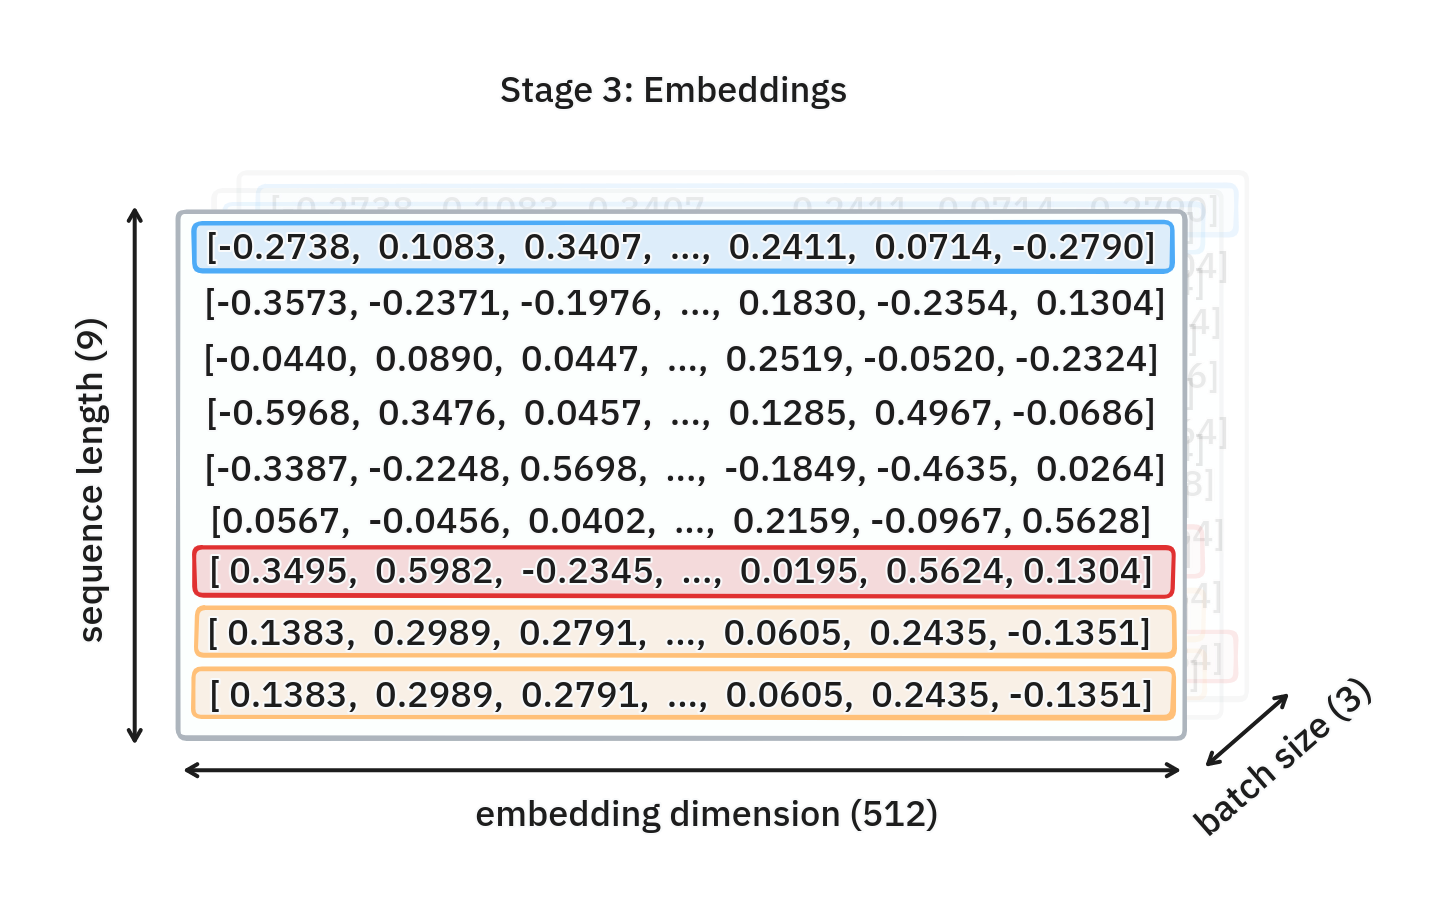 Stage 3: Embeddings
[-0.2738, 0.1083, 0.3407, ..., 0.2411, 0.0714, -0.2790]
[-0.3573, -0.2371, -0.1976, ..., 0.1830, -0.2354, 0.1304]
[-0.0440, 0.0890, 0.0447, ..., 0.2519, -0.0520, -0.2324]
[-0.5968, 0.3476, 0.0457, ..., 0.1285, 0.4967, -0.0686]
[-0.3387, -0.2248, 0.5698, ..., -0.1849, -0.4635, 0.0264]
[0.0567, -0.0456, 0.0402, ..., 0.2159, -0.0967, 0.5628]
[ 0.3495, 0.5982, -0.2345, ..., 0.0195, 0.5624, 0.1304]
[ 0.1383, 0.2989, 0.2791, ..., 0.0605, 0.2435, -0.1351]
[ 0.1383, 0.2989, 0.2791, ..., 0.0605, 0.2435, -0.1351]
sequence length (9)
embedding dimension (512)
batch size (3)